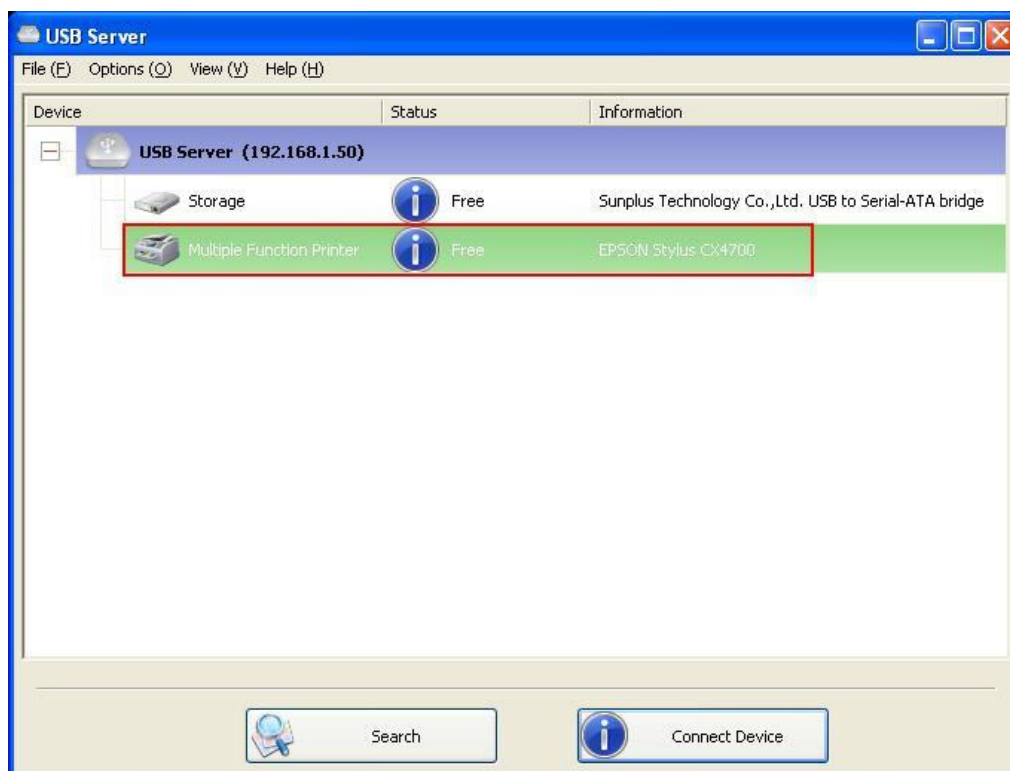 USB Server
File (F) Options (O) View (V) Help (H)
Device Status Information
USB Server (192.168.1.50)
Storage Free Sunplus Technology Co.,Ltd. USB to Serial-ATA bridge
Multiple Function Printer Free EPSON Stylus CX4700
Search Connect Device